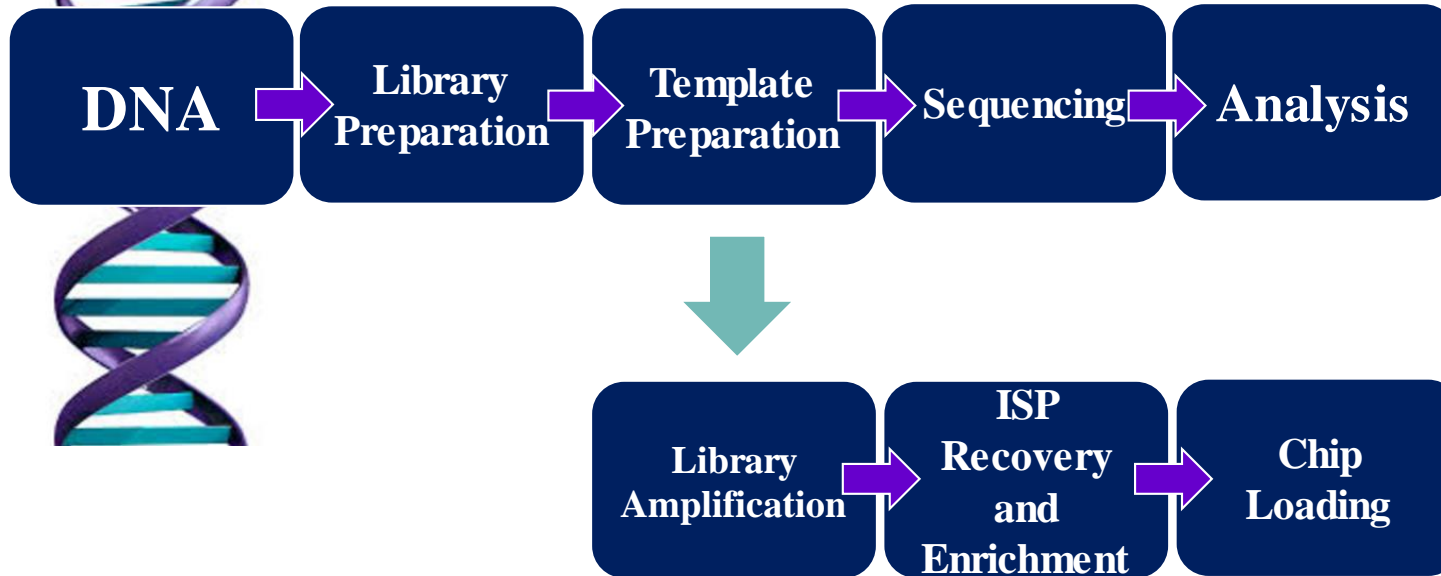 DNA
Library
Preparation
Template
Preparation
Sequencing
Analysis
Library
Amplification
ISP
Recovery
and
Enrichment
Chip
Loading